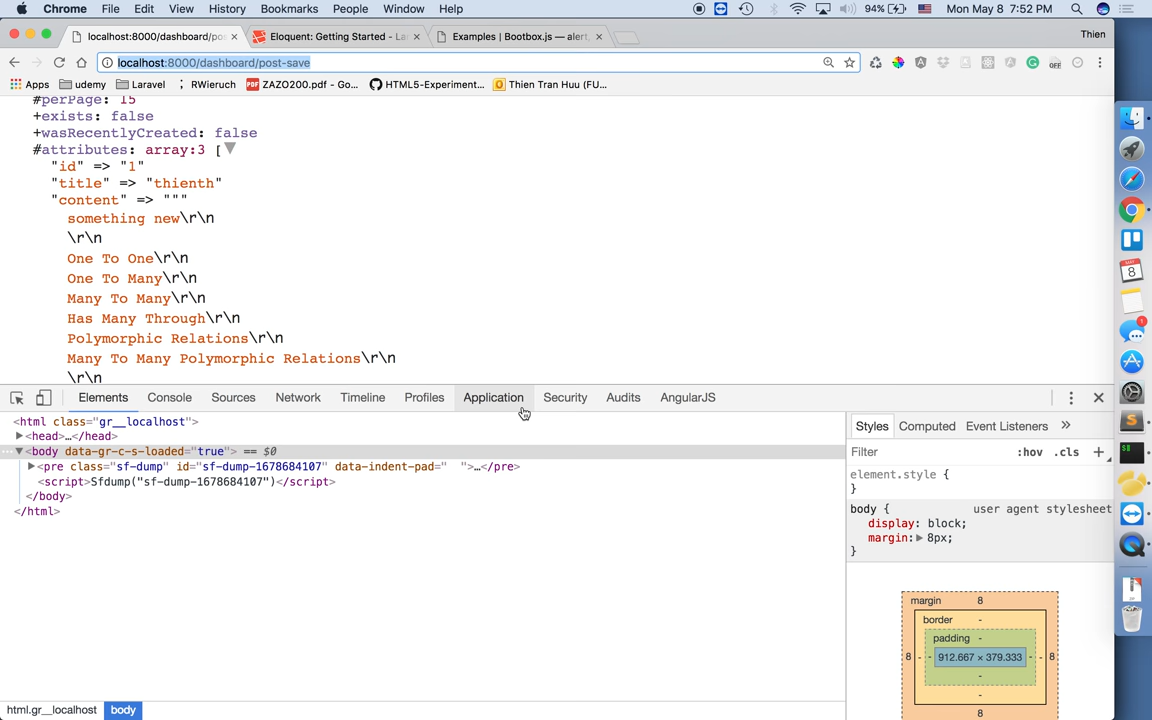 Chrome File Edit View History Bookmarks People Window Help 94% Mon May 8 7:52 PM
localhost:8000/dashboard/po × Eloquent: Getting Started - La × Examples | Bootbox.js — alert, × Thien
localhost:8000/dashboard/post-save
Apps udemy Laravel ; RWieruch PDF ZAZO200.pdf - Go... HTML5-Experiment... Thien Tran Huu (FU...
#perPage: 15
+exists: false
+wasRecentlyCreated: false
#attributes: array:3 [▼
"id" => "1"
"title" => "thienth"
"content" => """
something new\r\n
\r\n
One To One\r\n
One To Many\r\n
Many To Many\r\n
Has Many Through\r\n
Polymorphic Relations\r\n
Many To Many Polymorphic Relations\r\n
\r\n
Elements Console Sources Network Timeline Profiles Application Security Audits AngularJS
<html class="gr__localhost">
▶<head>…</head>
… ▼<body data-gr-c-s-loaded="true"> == $0
▶<pre class="sf-dump" id="sf-dump-1678684107" data-indent-pad="  ">…</pre>
<script>Sfdump("sf-dump-1678684107")</script>
</body>
</html>
html.gr__localhost body
Styles Computed Event Listeners »
Filter :hov .cls +
element.style {
}
body { user agent stylesheet
display: block;
margin:▶ 8px;
}
margin 8
border -
padding -
8 - - 912.667 × 379.333 - - 8
-
-
8
MAY
8
1
$